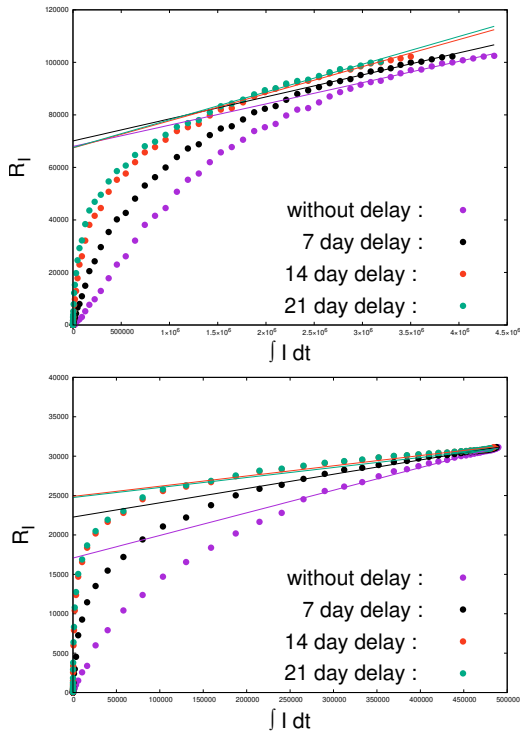 120000
100000
80000
60000
40000
20000
0
R_I
without delay :
7 day delay :
14 day delay :
21 day delay :
0 500000 1×10⁶ 1.5×10⁶ 2×10⁶ 2.5×10⁶ 3×10⁶ 3.5×10⁶ 4×10⁶ 4.5×10⁶
∫ I dt
40000
35000
30000
25000
20000
15000
10000
5000
0
R_I
without delay :
7 day delay :
14 day delay :
21 day delay :
0 50000 100000 150000 200000 250000 300000 350000 400000 450000 500000
∫ I dt